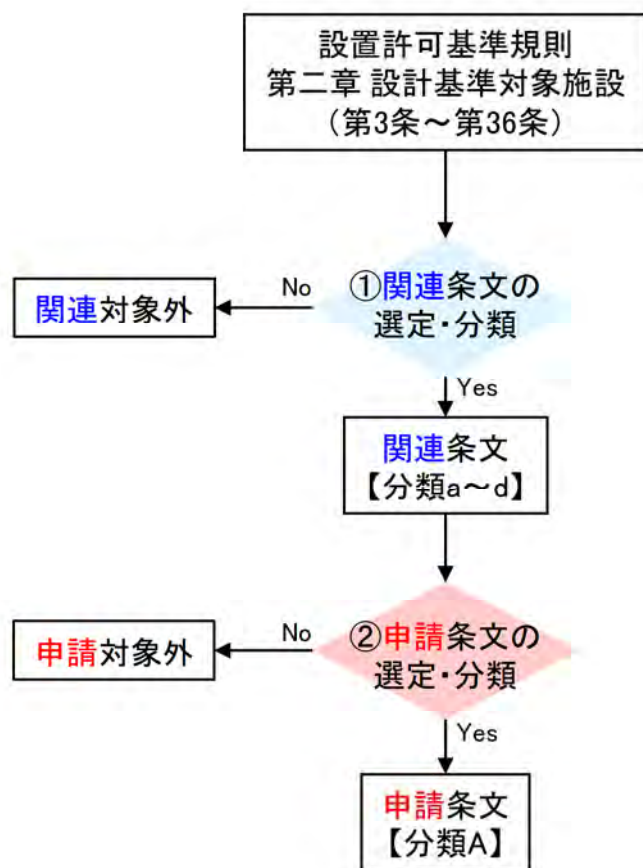 設置許可基準規則
第二章 設計基準対象施設
（第3条～第36条）
No
①関連条文の
選定・分類
関連対象外
Yes
関連条文
【分類a～d】
No
②申請条文の
選定・分類
申請対象外
Yes
申請条文
【分類A】